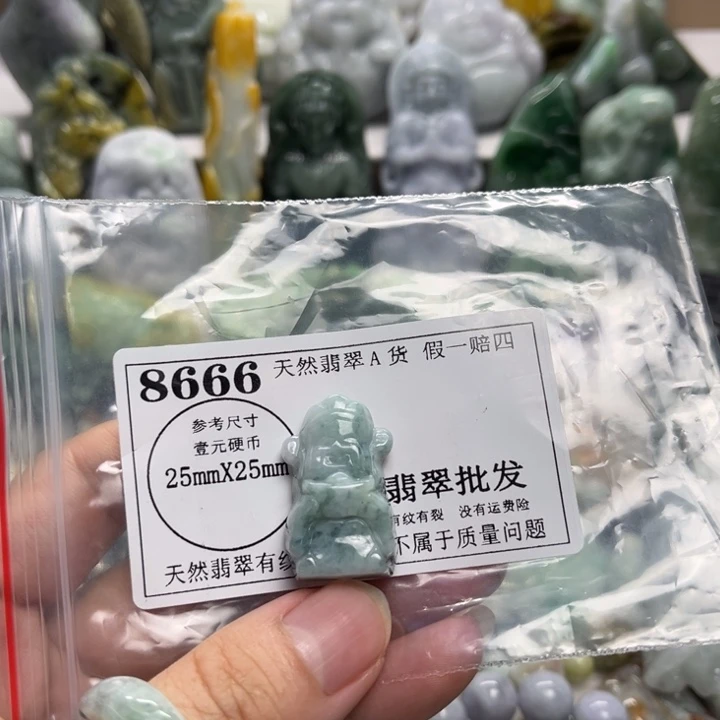 8666 天然翡翠A货 假一赔四
参考尺寸
壹元硬币
25mmX25mm
翡翠批发
有纹有裂 没有运费险
天然翡翠有纹 不属于质量问题